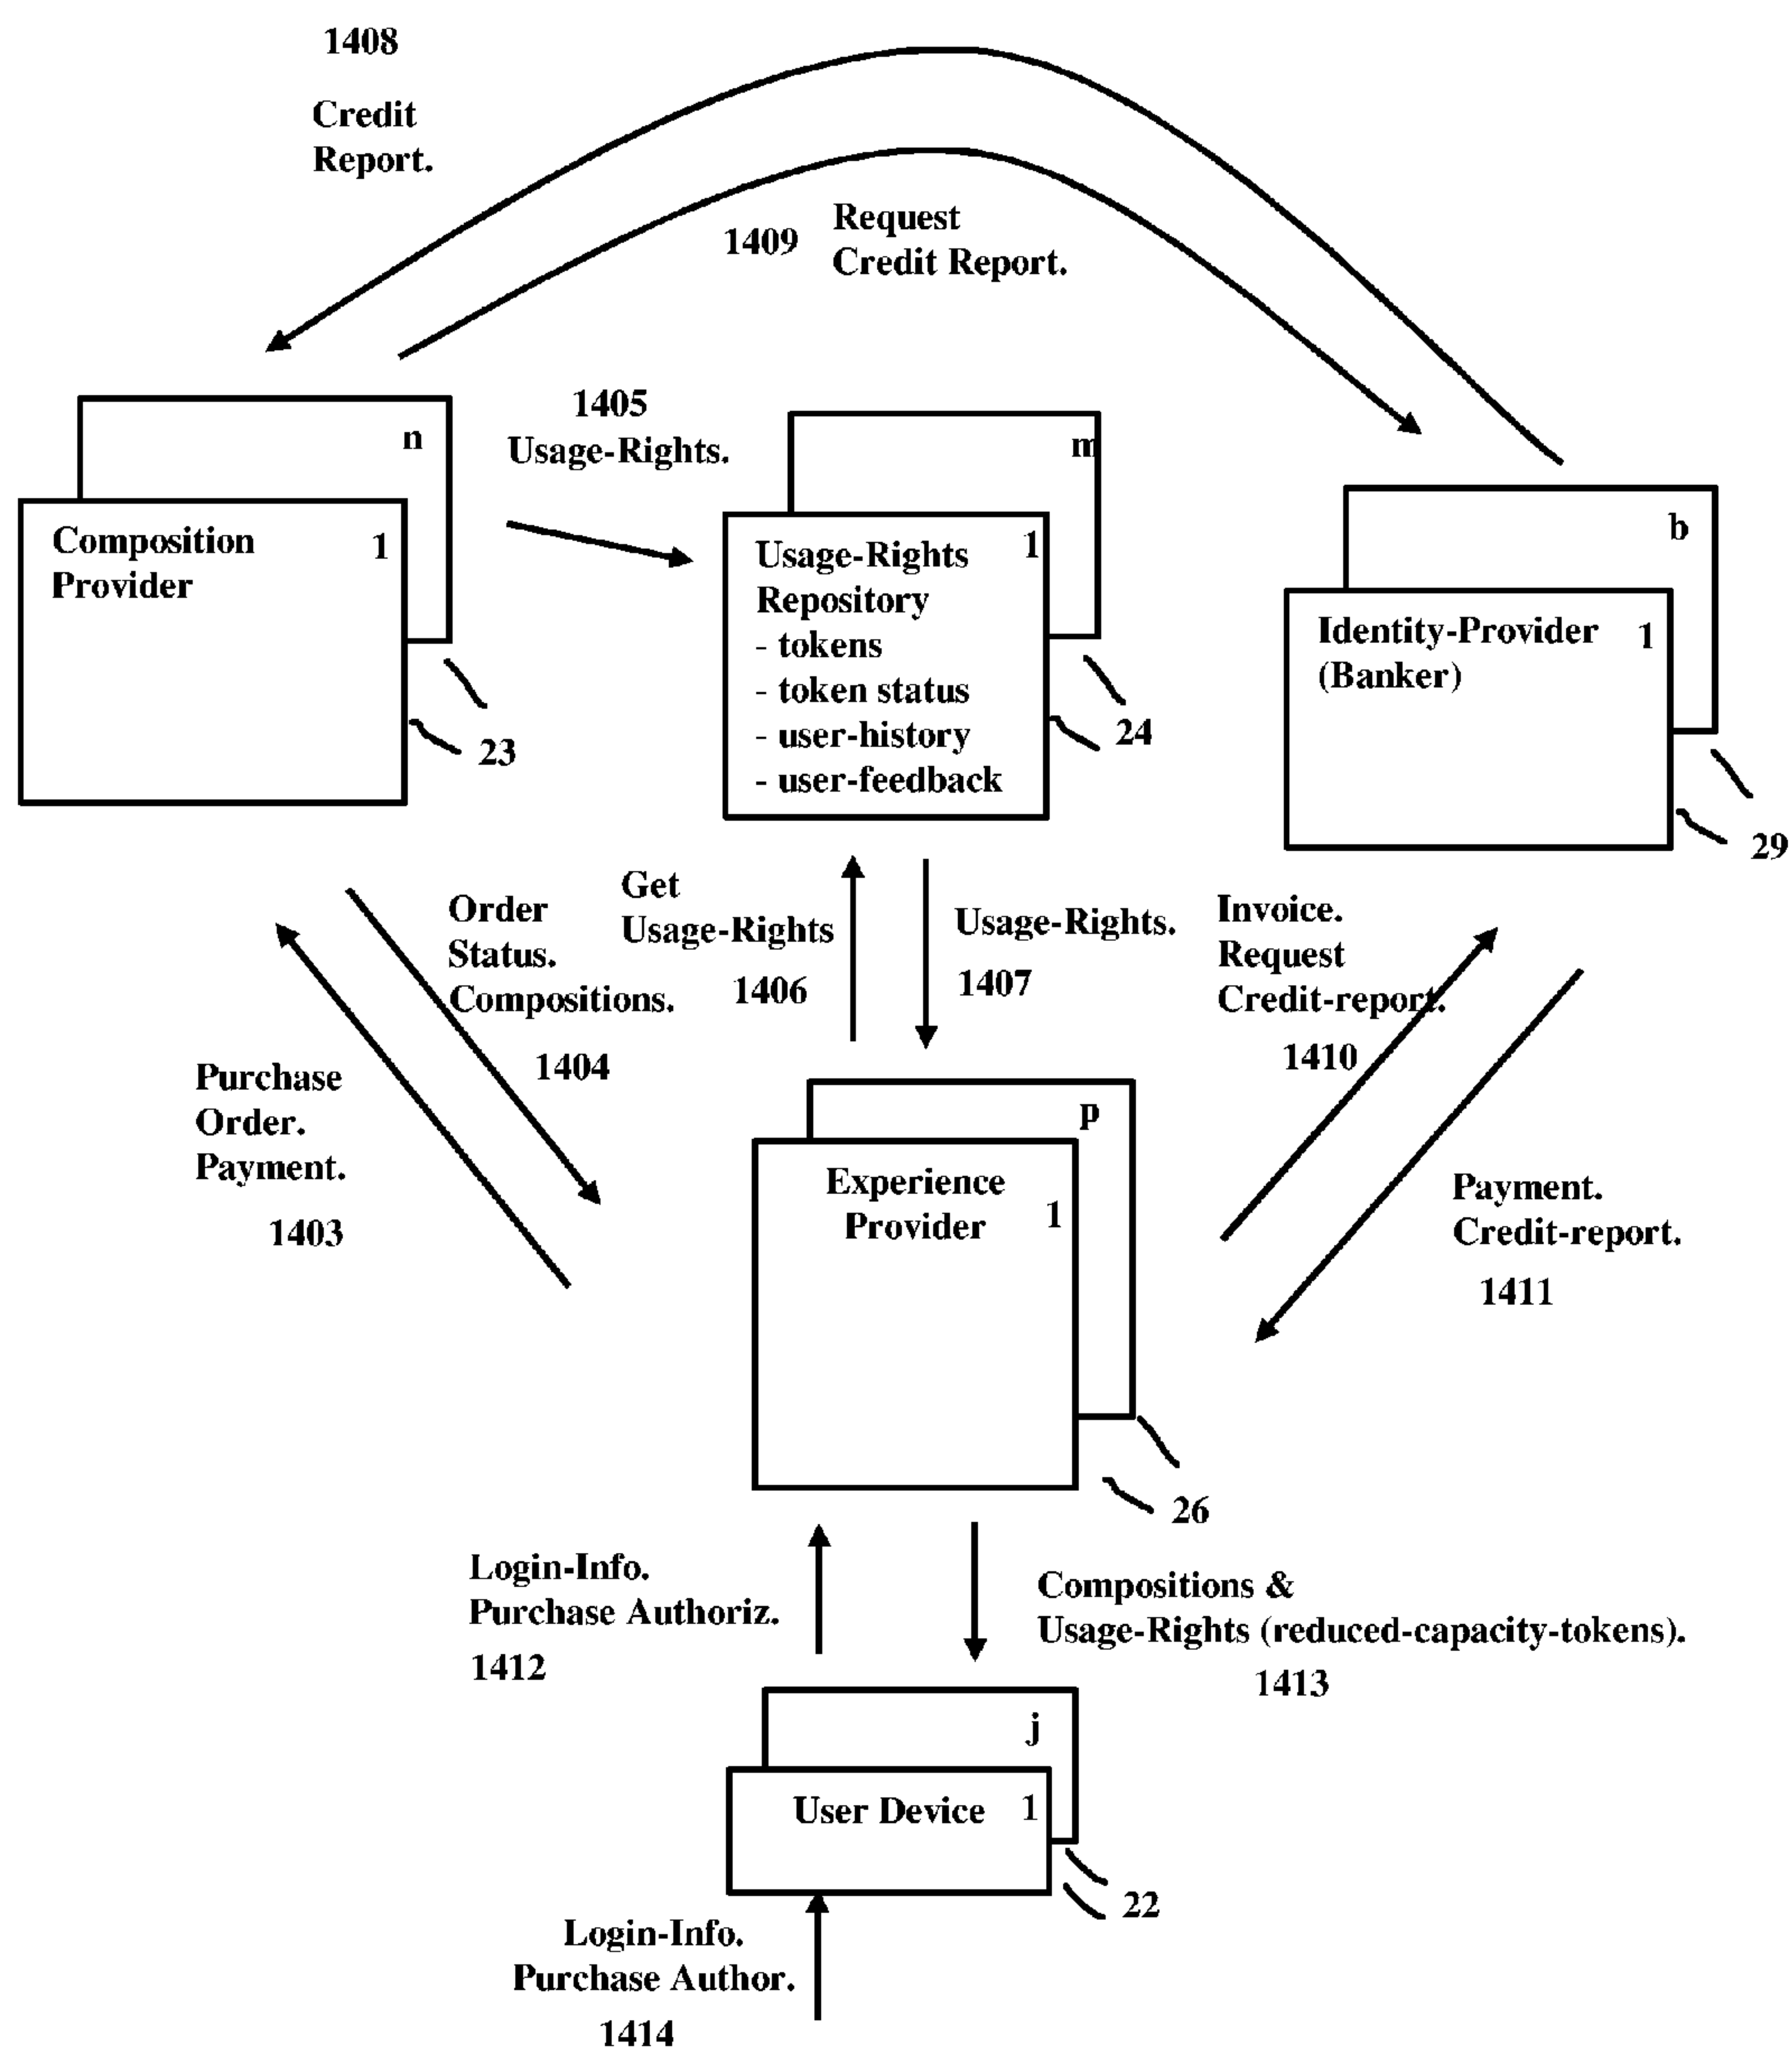 1408
Credit
Report.
1409
Request
Credit Report.
1405
Usage-Rights.
n
Composition
Provider
1
23
m
Usage-Rights
Repository
- tokens
- token status
- user-history
- user-feedback
1
24
b
Identity-Provider
(Banker)
1
29
Order
Status.
Compositions.
1404
Get
Usage-Rights
1406
Usage-Rights.
1407
Invoice.
Request
Credit-report.
1410
Purchase
Order.
Payment.
1403
p
Experience
Provider
1
26
Payment.
Credit-report.
1411
Login-Info.
Purchase Authoriz.
1412
Compositions &
Usage-Rights (reduced-capacity-tokens).
1413
j
User Device
1
22
Login-Info.
Purchase Author.
1414